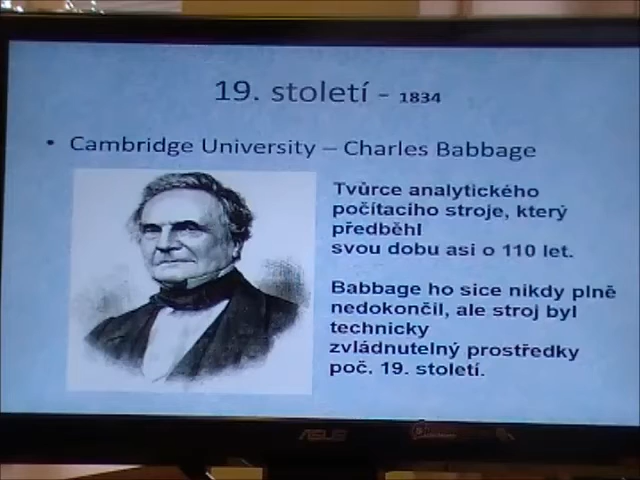 19. století - 1834
• Cambridge University – Charles Babbage
Tvůrce analytického
počítacího stroje, který
předběhl
svou dobu asi o 110 let.
Babbage ho sice nikdy plně
nedokončil, ale stroj byl
technicky
zvládnutelný prostředky
poč. 19. století.
ASUS